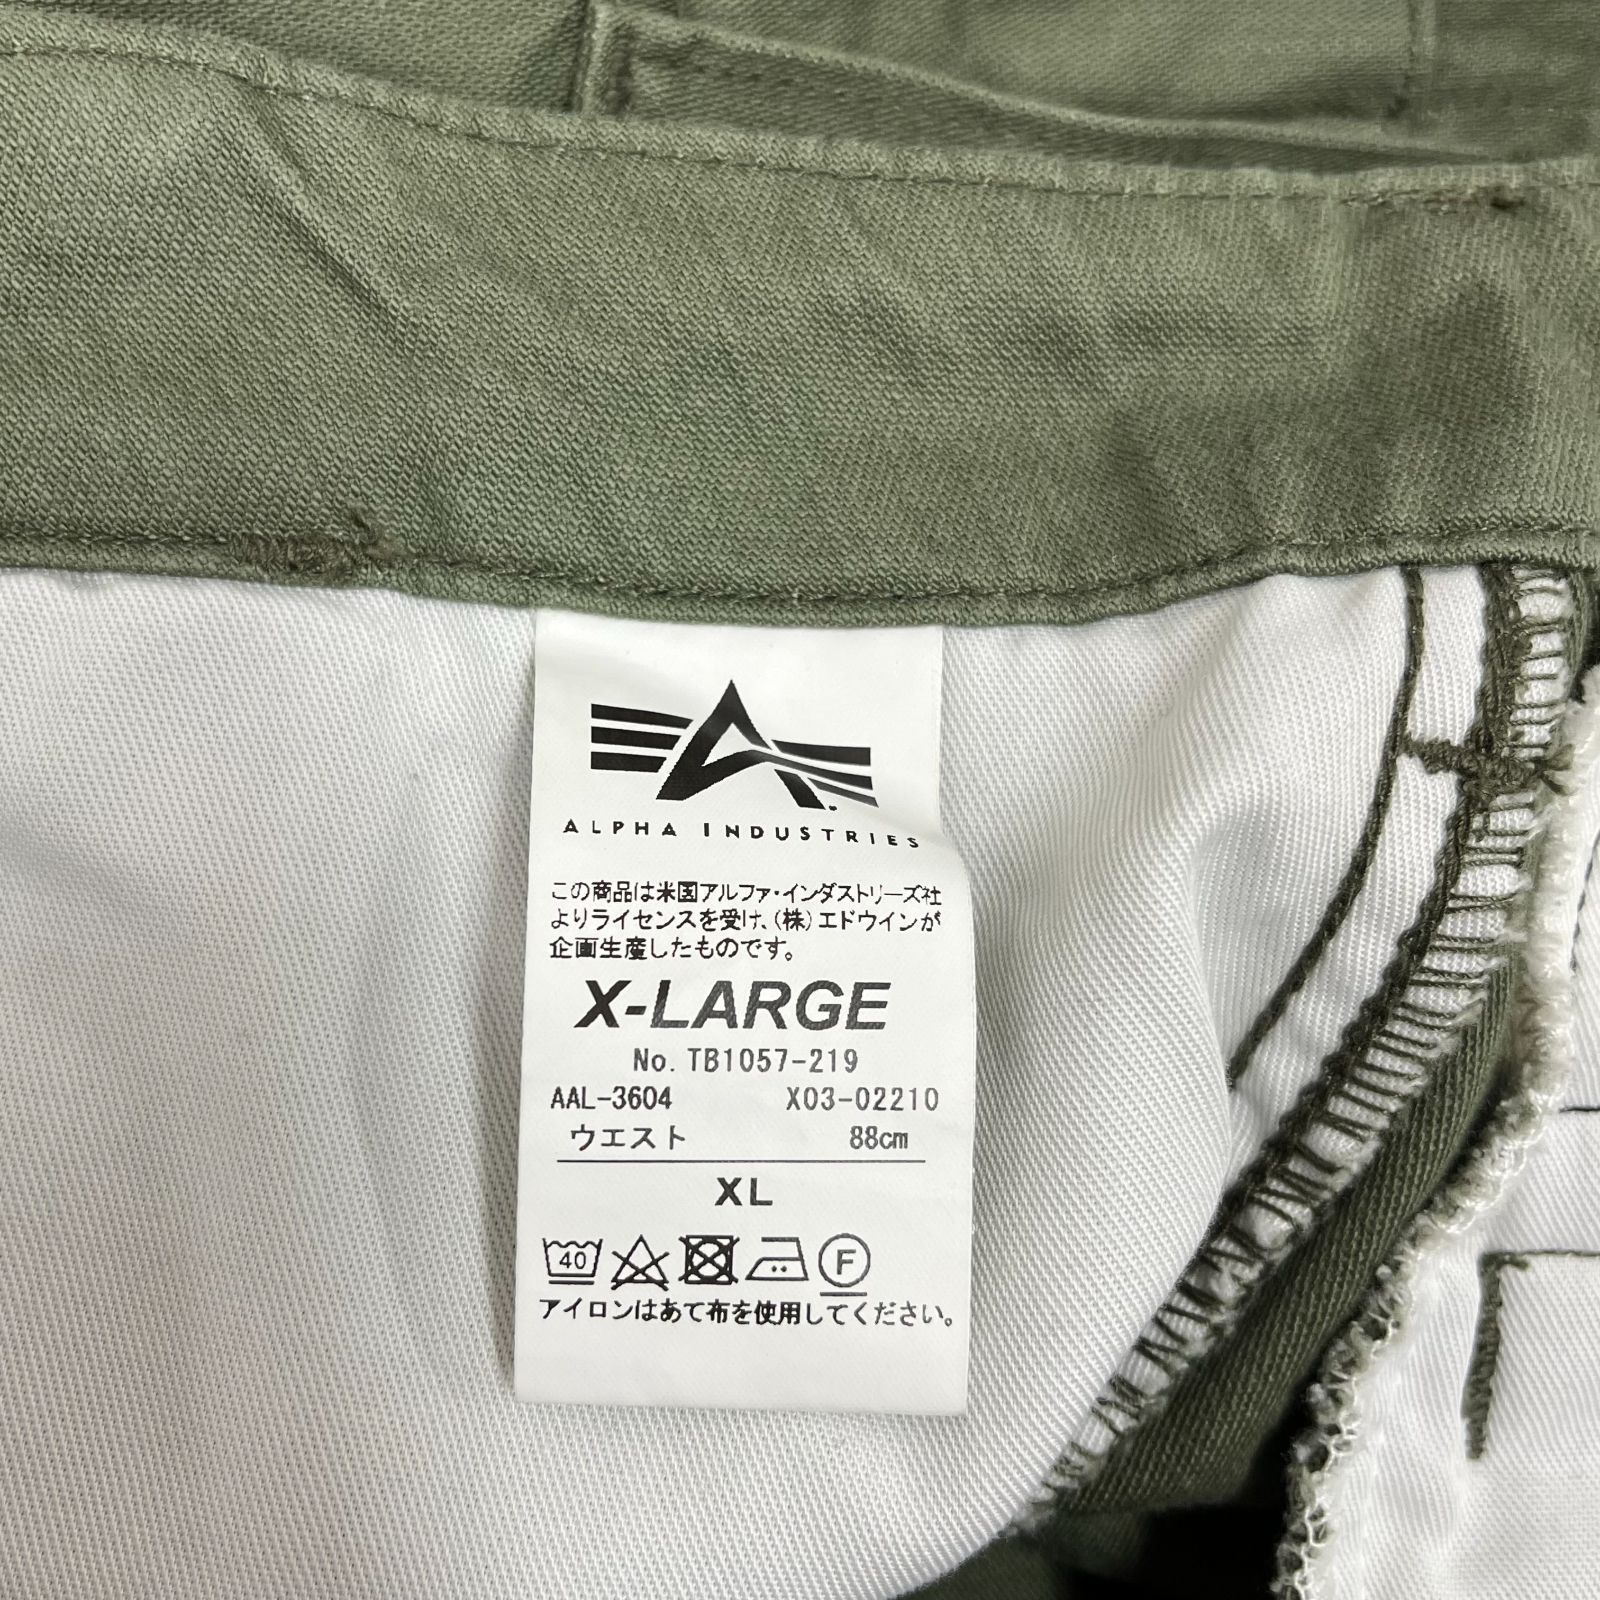 ALPHA INDUSTRIES
この商品は米国アルファ・インダストリーズ社
よりライセンスを受け、(株)エドウインが
企画生産したものです。
X-LARGE
No. TB1057-219
AAL-3604 X03-02210
ウエスト 88cm
XL
40 F
アイロンはあて布を使用してください。